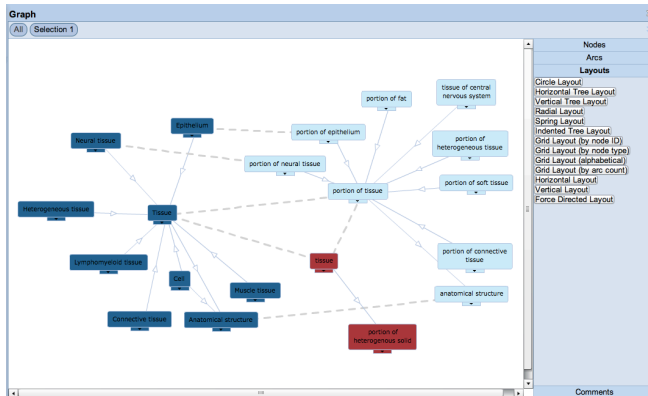 Graph
All
Selection 1
Nodes
Arcs
Layouts
Circle Layout
Horizontal Tree Layout
Vertical Tree Layout
Radial Layout
Spring Layout
Indented Tree Layout
Grid Layout (by node ID)
Grid Layout (by node type)
Grid Layout (alphabetical)
Grid Layout (by arc count)
Horizontal Layout
Vertical Layout
Force Directed Layout
Comments
tissue of central
nervous system
portion of fat
Epithelium
portion of epithelium
Neural tissue
portion of
heterogeneous tissue
portion of neural tissue
portion of soft tissue
portion of tissue
Heterogeneous tissue
Tissue
portion of connective
tissue
Lymphomyeloid tissue
tissue
Cell
Muscle tissue
anatomical structure
Connective tissue
Anatomical structure
portion of
heterogenous solid